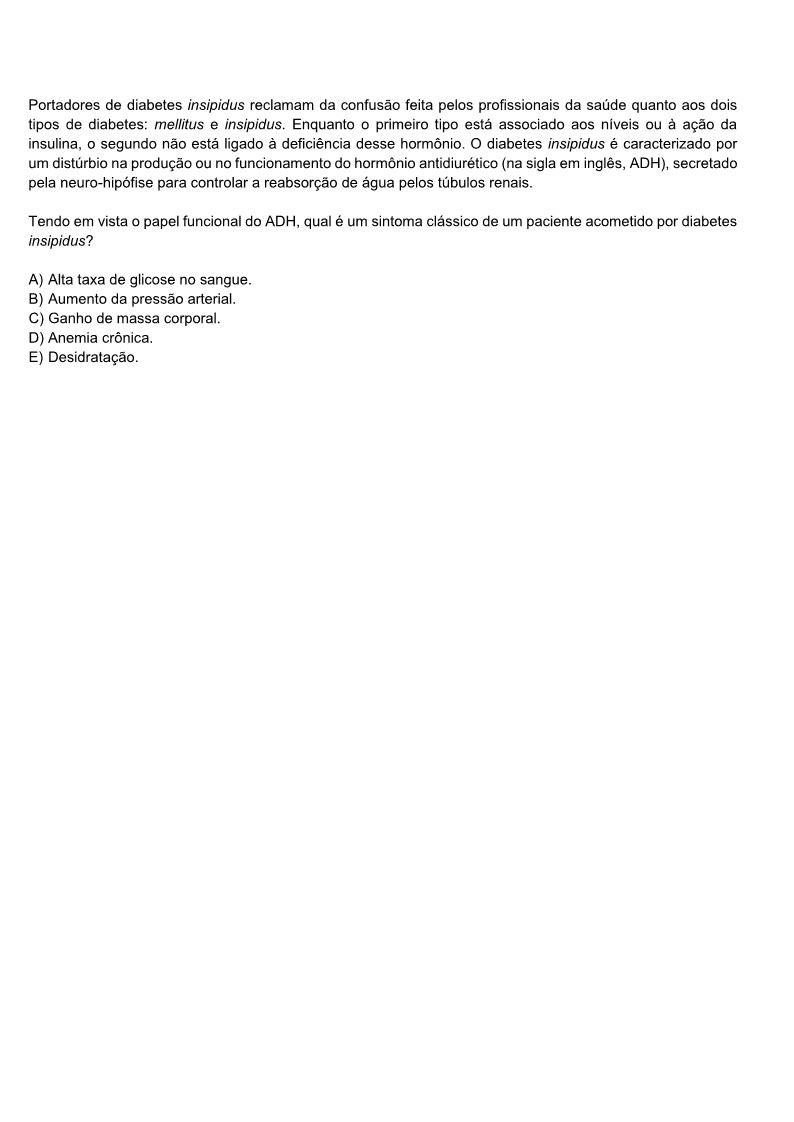 Portadores de diabetes insipidus reclamam da confusão feita pelos profissionais da saúde quanto aos dois
tipos de diabetes: mellitus e insipidus. Enquanto o primeiro tipo está associado aos níveis ou à ação da
insulina, o segundo não está ligado à deficiência desse hormônio. O diabetes insipidus é caracterizado por
um distúrbio na produção ou no funcionamento do hormônio antidiurético (na sigla em inglês, ADH), secretado
pela neuro-hipófise para controlar a reabsorção de água pelos túbulos renais.
Tendo em vista o papel funcional do ADH, qual é um sintoma clássico de um paciente acometido por diabetes
insipidus?
A) Alta taxa de glicose no sangue.
B) Aumento da pressão arterial.
C) Ganho de massa corporal.
D) Anemia crônica.
E) Desidratação.